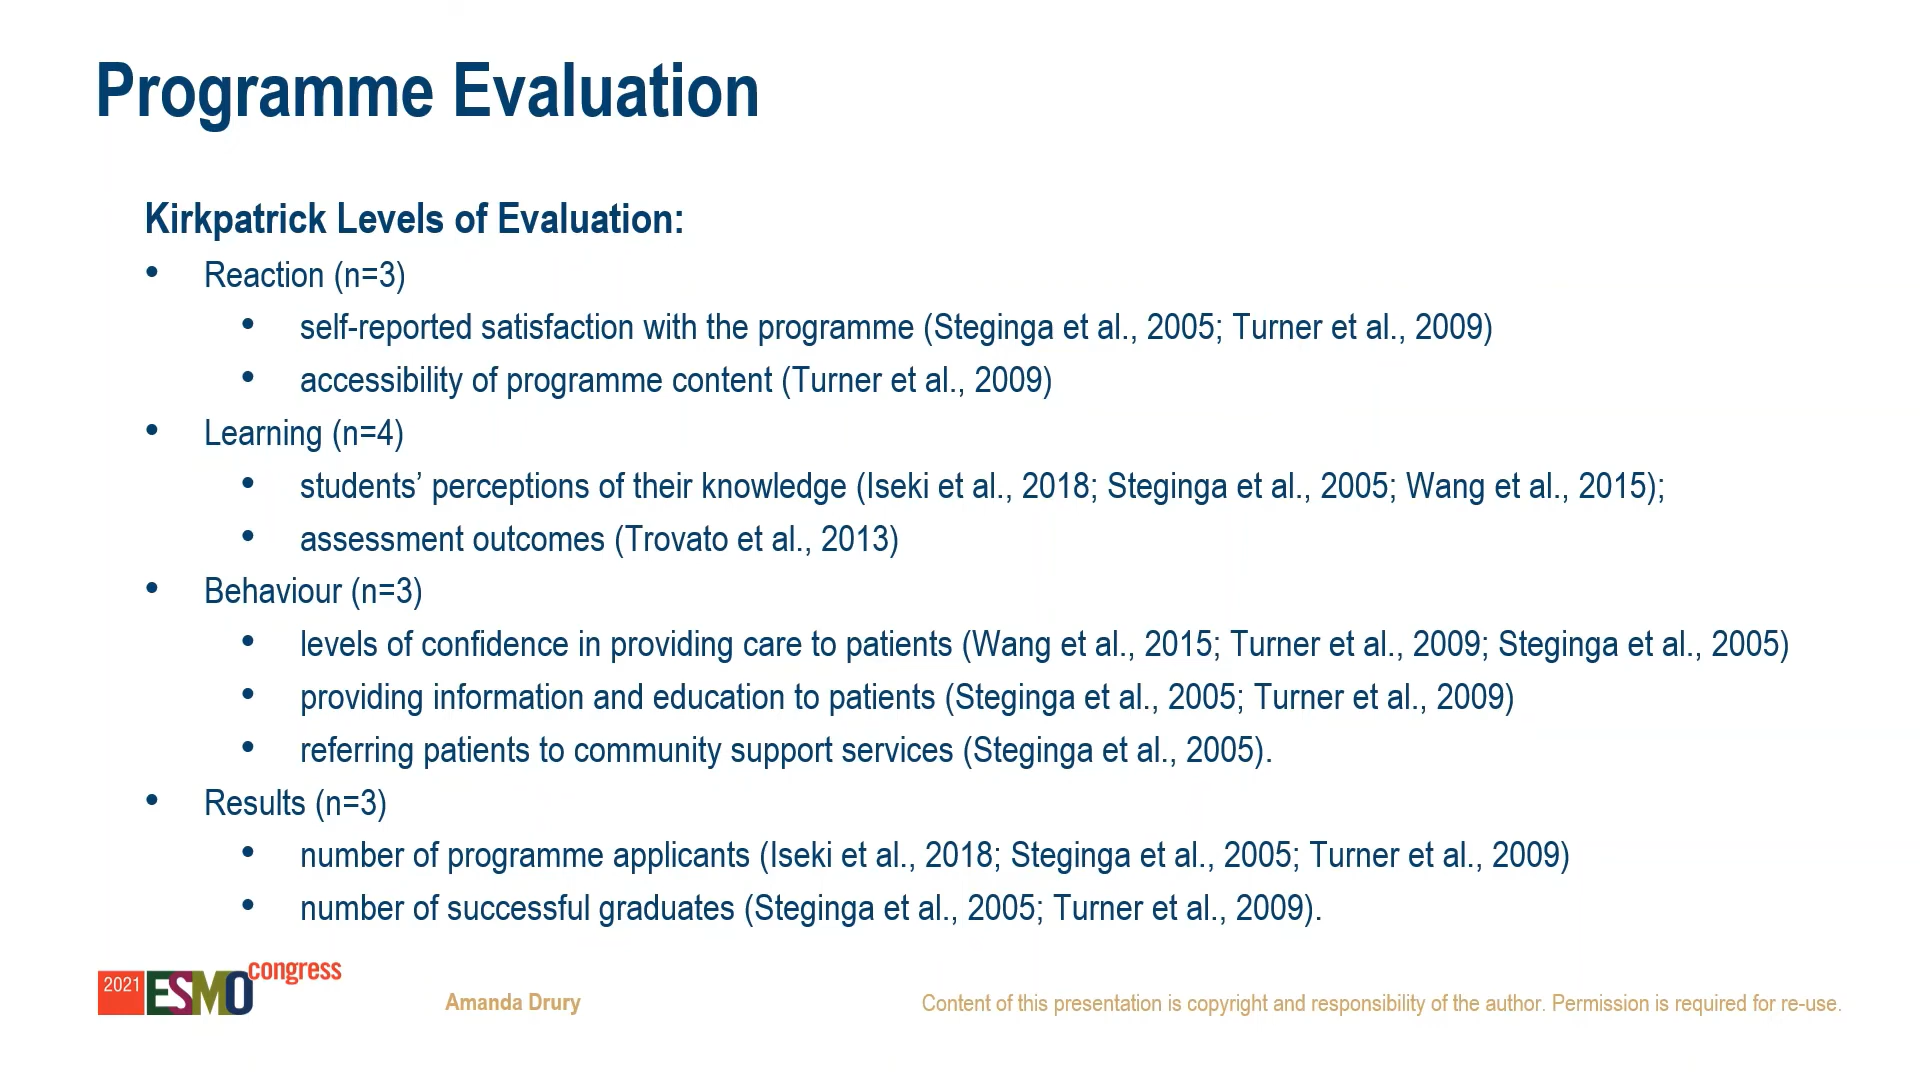 Programme Evaluation
Kirkpatrick Levels of Evaluation:
• Reaction (n=3)
• self-reported satisfaction with the programme (Steginga et al., 2005; Turner et al., 2009)
• accessibility of programme content (Turner et al., 2009)
• Learning (n=4)
• students’ perceptions of their knowledge (Iseki et al., 2018; Steginga et al., 2005; Wang et al., 2015);
• assessment outcomes (Trovato et al., 2013)
• Behaviour (n=3)
• levels of confidence in providing care to patients (Wang et al., 2015; Turner et al., 2009; Steginga et al., 2005)
• providing information and education to patients (Steginga et al., 2005; Turner et al., 2009)
• referring patients to community support services (Steginga et al., 2005).
• Results (n=3)
• number of programme applicants (Iseki et al., 2018; Steginga et al., 2005; Turner et al., 2009)
• number of successful graduates (Steginga et al., 2005; Turner et al., 2009).
2021 ESMO congress
Amanda Drury
Content of this presentation is copyright and responsibility of the author. Permission is required for re-use.